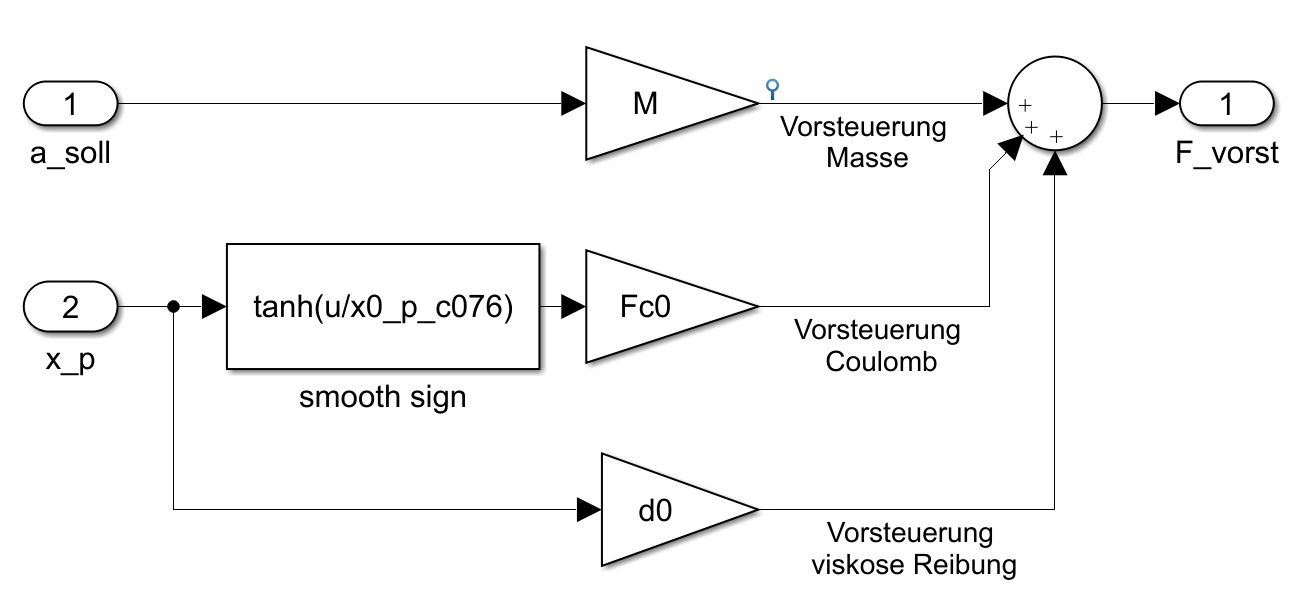 1
a_soll
M
Vorsteuerung
Masse
+
+
+
1
F_vorst
2
x_p
tanh(u/x0_p_c076)
smooth sign
Fc0
Vorsteuerung
Coulomb
d0
Vorsteuerung
viskose Reibung